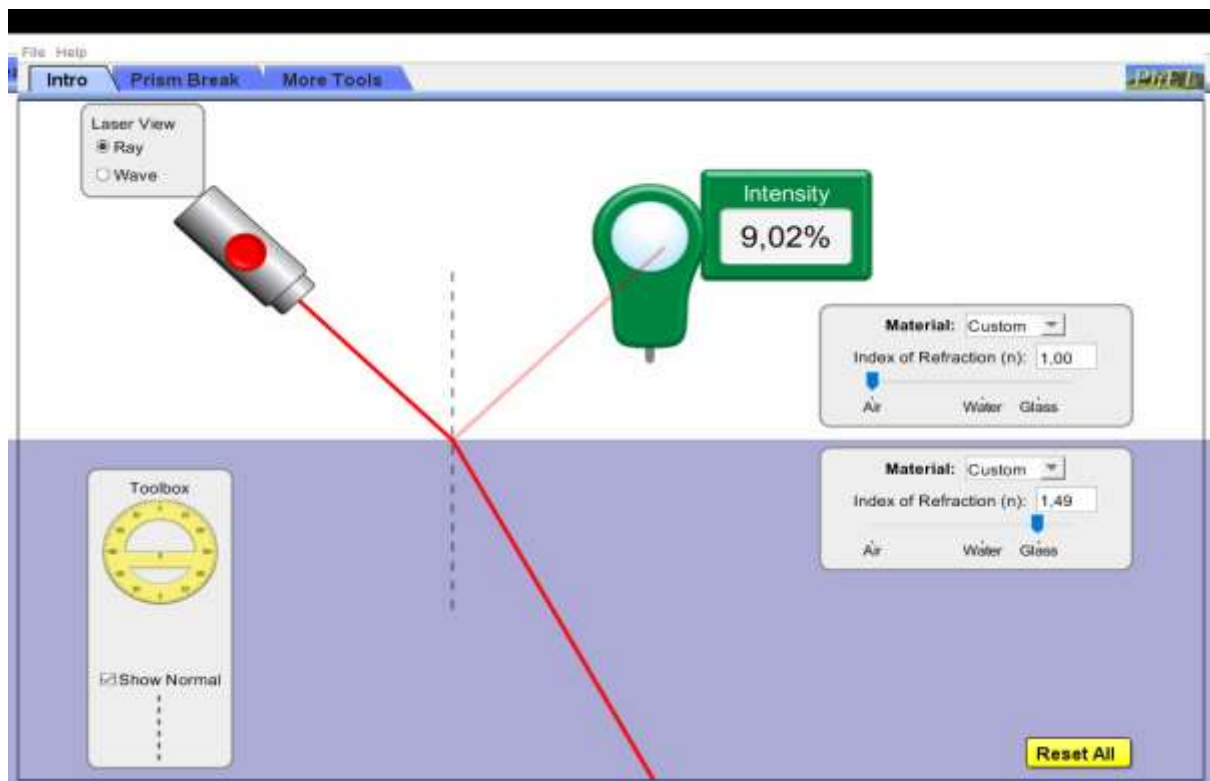 File Help
Intro Prism Break More Tools
Laser View
Ray
Wave
Intensity
9,02%
Material: Custom
Index of Refraction (n): 1,00
Air Water Glass
Material: Custom
Index of Refraction (n): 1,49
Air Water Glass
Toolbox
Show Normal
Reset All